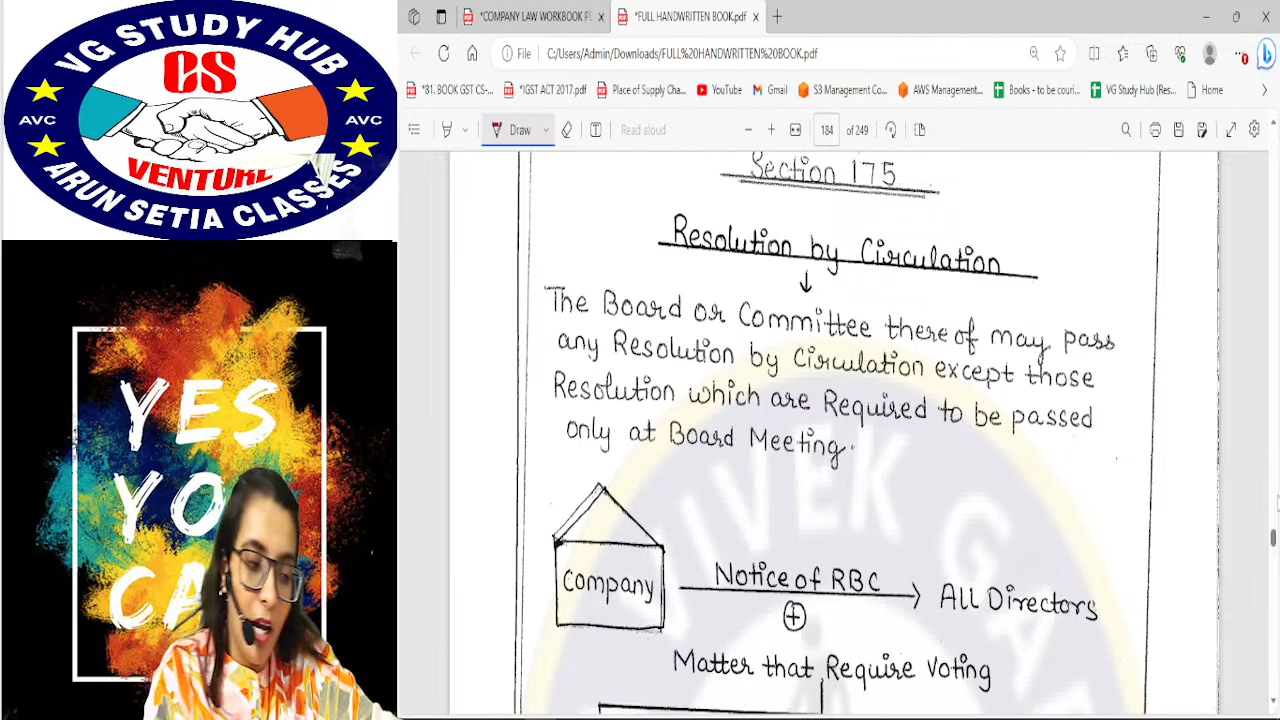 VG STUDY HUB
CS
AVC
AVC
VENTURE
ARUN SETIA CLASSES
YES
YO
CA
*COMPANY LAW WORKBOOK
*FULL HANDWRITTEN BOOK.pdf
File
C:/Users/Admin/Downloads/FULL%20HANDWRITTEN%20BOOK.pdf
*81. BOOK GST Ce...
*IGST ACT 2017.pdf
Place of Supply Cha...
YouTube
Gmail
S3 Management Co...
AWS Management...
Books - to be couri...
VG Study Hub (Res...
Home
Draw
Read aloud
184
of 249
Section 175
Resolution by Circulation
The Board or Committee there of may pass
any Resolution by Circulation except those
Resolution which are Required to be passed
only at Board Meeting.
Company
Notice of RBC
All Directors
Matter that Require Voting
VIVEK G